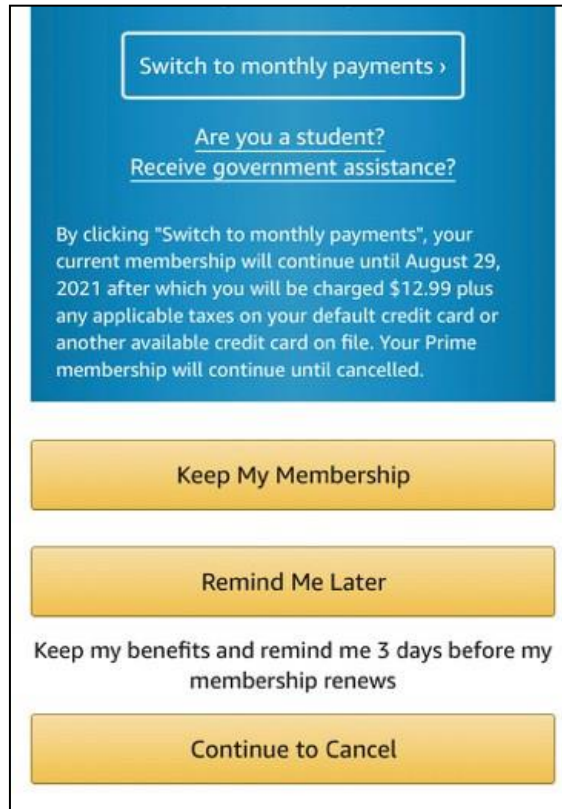 Switch to monthly payments ›
Are you a student?
Receive government assistance?
By clicking "Switch to monthly payments", your
current membership will continue until August 29,
2021 after which you will be charged $12.99 plus
any applicable taxes on your default credit card or
another available credit card on file. Your Prime
membership will continue until cancelled.
Keep My Membership
Remind Me Later
Keep my benefits and remind me 3 days before my
membership renews
Continue to Cancel